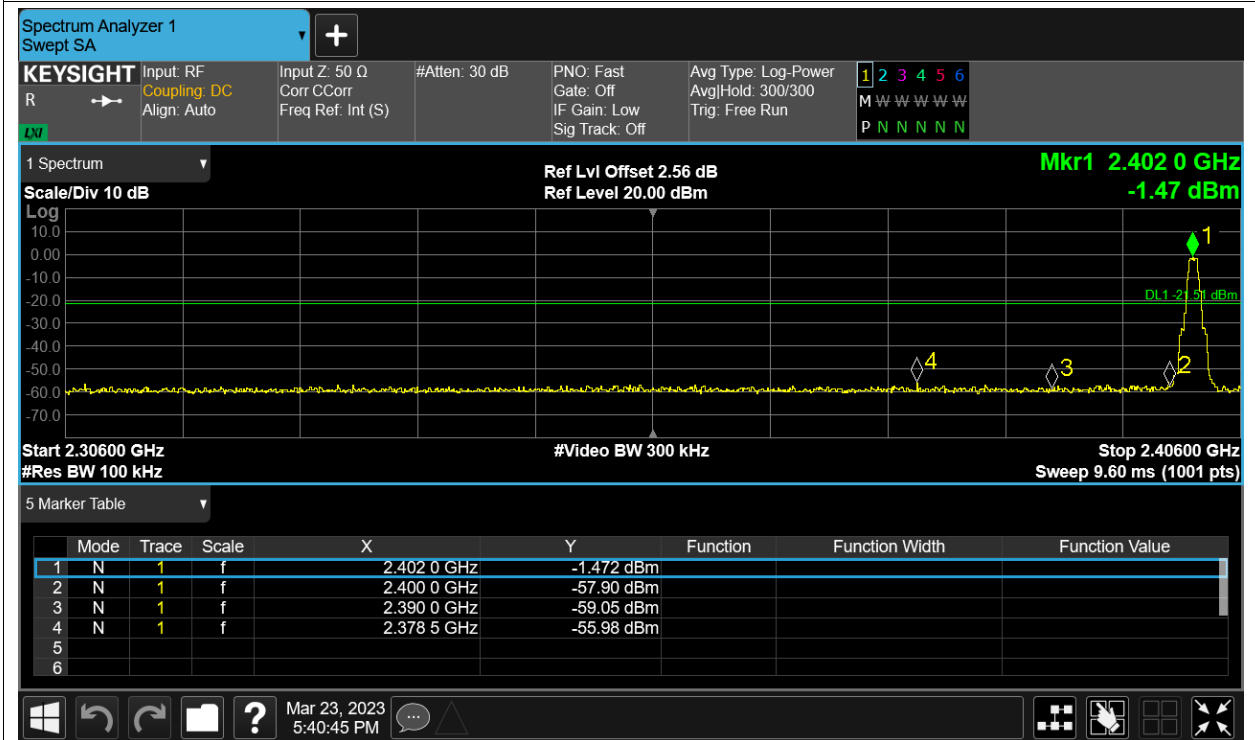 Spectrum Analyzer 1
Swept SA
+
KEYSIGHT Input: RF Input Z: 50 Ω #Atten: 30 dB PNO: Fast Avg Type: Log-Power 1 2 3 4 5 6
R Coupling: DC Corr CCorr Gate: Off Avg|Hold: 300/300 M W W W W W
Align: Auto Freq Ref: Int (S) IF Gain: Low Trig: Free Run
LXI Sig Track: Off P N N N N N
1 Spectrum Ref Lvl Offset 2.56 dB Mkr1 2.402 0 GHz
Scale/Div 10 dB Ref Level 20.00 dBm -1.47 dBm
Log
10.0 1
0.00
-10.0
-20.0 DL1 -21.51 dBm
-30.0
-40.0
-50.0 4 3 2
-60.0
-70.0
Start 2.30600 GHz #Video BW 300 kHz Stop 2.40600 GHz
#Res BW 100 kHz Sweep 9.60 ms (1001 pts)
5 Marker Table
Mode Trace Scale X Y Function Function Width Function Value
1 N 1 f 2.402 0 GHz -1.472 dBm
2 N 1 f 2.400 0 GHz -57.90 dBm
3 N 1 f 2.390 0 GHz -59.05 dBm
4 N 1 f 2.378 5 GHz -55.98 dBm
5
6
? Mar 23, 2023
5:40:45 PM